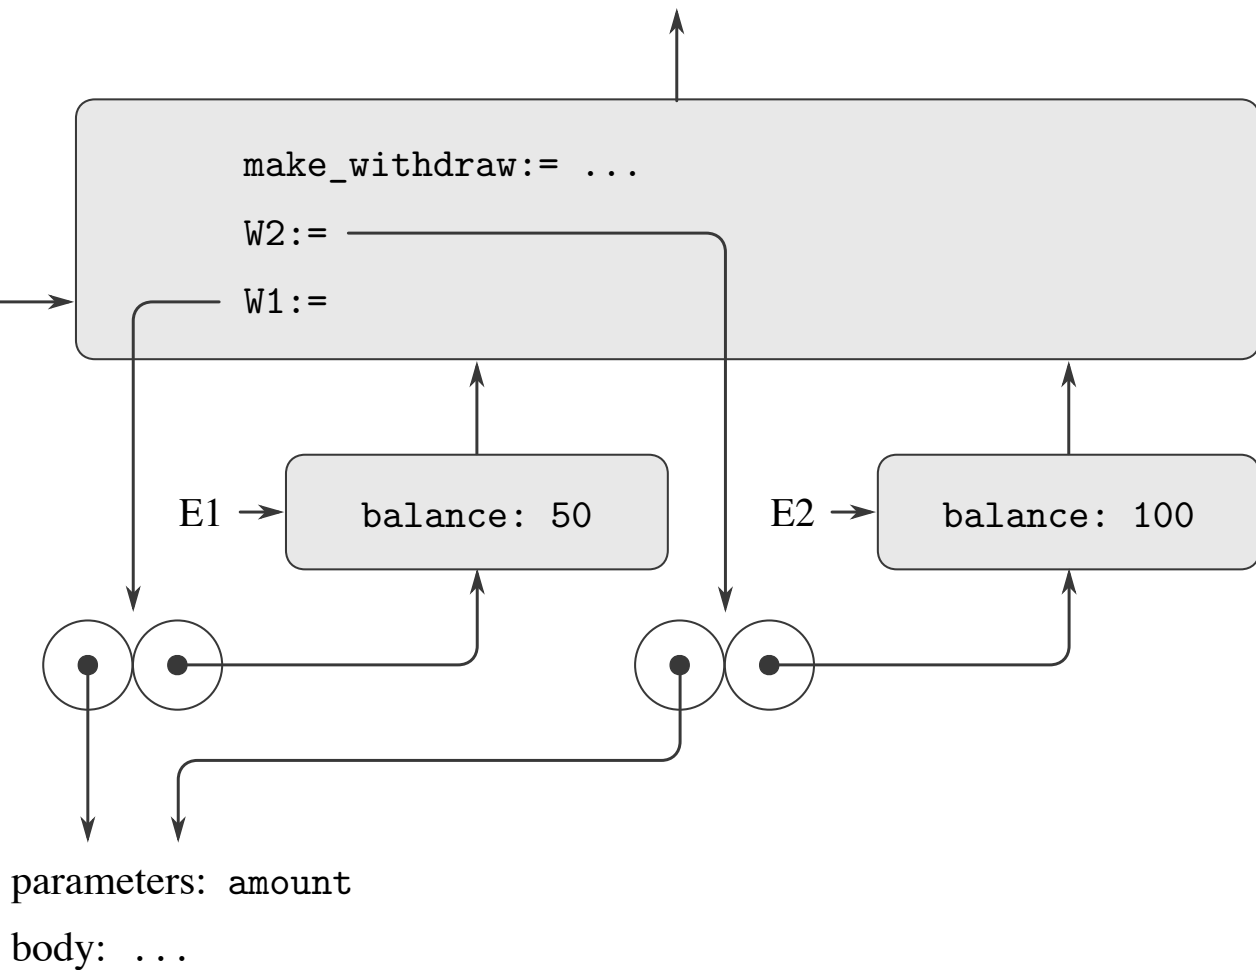 make_withdraw:= ...
W2:=
W1:=
E1 balance: 50
E2 balance: 100
parameters: amount
body: ...